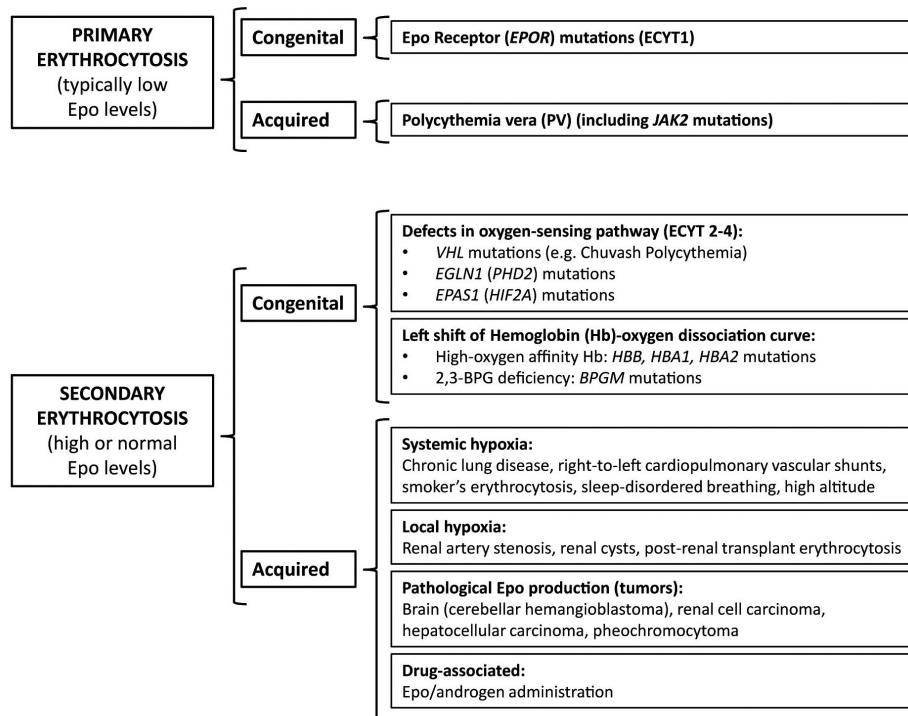 PRIMARY
ERYTHROCYTOSIS
(typically low
Epo levels)
Congenital
Epo Receptor (EPOR) mutations (ECYT1)
Acquired
Polycythemia vera (PV) (including JAK2 mutations)
SECONDARY
ERYTHROCYTOSIS
(high or normal
Epo levels)
Congenital
Defects in oxygen-sensing pathway (ECYT 2-4):
• VHL mutations (e.g. Chuvash Polycythemia)
• EGLN1 (PHD2) mutations
• EPAS1 (HIF2A) mutations
Left shift of Hemoglobin (Hb)-oxygen dissociation curve:
• High-oxygen affinity Hb: HBB, HBA1, HBA2 mutations
• 2,3-BPG deficiency: BPGM mutations
Acquired
Systemic hypoxia:
Chronic lung disease, right-to-left cardiopulmonary vascular shunts,
smoker's erythrocytosis, sleep-disordered breathing, high altitude
Local hypoxia:
Renal artery stenosis, renal cysts, post-renal transplant erythrocytosis
Pathological Epo production (tumors):
Brain (cerebellar hemangioblastoma), renal cell carcinoma,
hepatocellular carcinoma, pheochromocytoma
Drug-associated:
Epo/androgen administration